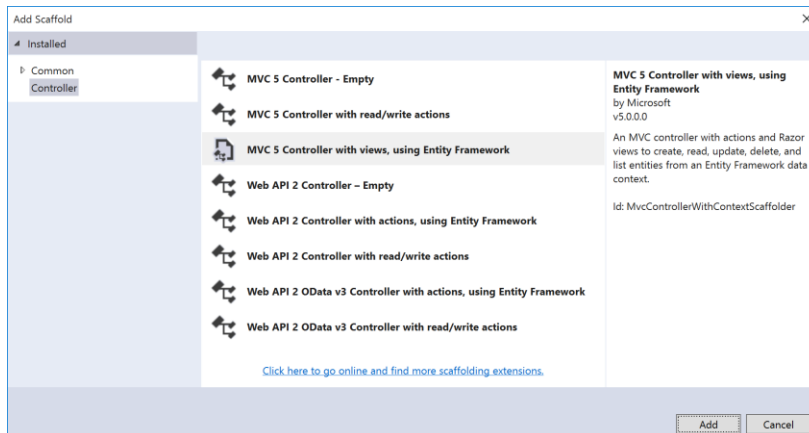 Add Scaffold
Installed
Common
Controller
MVC 5 Controller - Empty
MVC 5 Controller with read/write actions
MVC 5 Controller with views, using Entity Framework
Web API 2 Controller – Empty
Web API 2 Controller with actions, using Entity Framework
Web API 2 Controller with read/write actions
Web API 2 OData v3 Controller with actions, using Entity Framework
Web API 2 OData v3 Controller with read/write actions
Click here to go online and find more scaffolding extensions.
MVC 5 Controller with views, using
Entity Framework
by Microsoft
v5.0.0.0
An MVC controller with actions and Razor
views to create, read, update, delete, and
list entities from an Entity Framework data
context.
Id: MvcControllerWithContextScaffolder
Add
Cancel